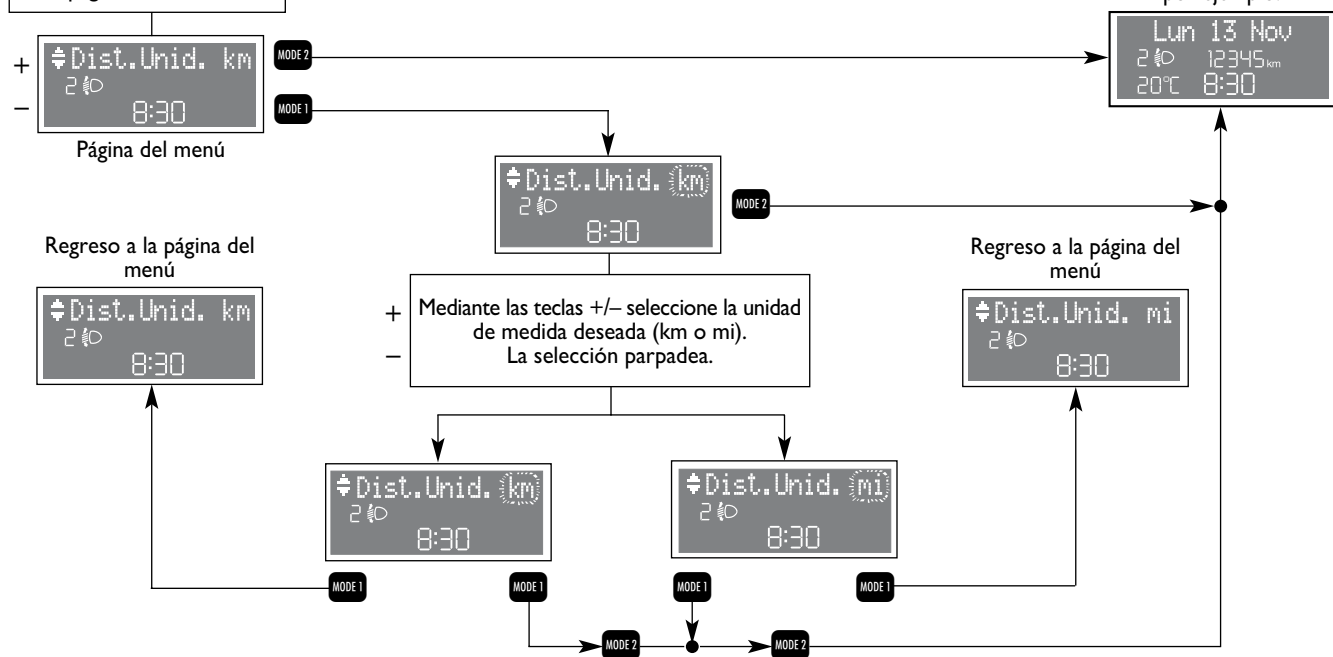 Lun 13 Nov
2 12345 km
20°C 8:30
+
−
Dist.Unid. km
2
8:30
MODE 2
MODE 1
Página del menú
Dist.Unid. km
2
8:30
MODE 2
Regreso a la página del
menú
Dist.Unid. km
2
8:30
+
−
Mediante las teclas +/– seleccione la unidad
de medida deseada (km o mi).
La selección parpadea.
Regreso a la página del
menú
Dist.Unid. mi
2
8:30
Dist.Unid. km
2
8:30
Dist.Unid. mi
2
8:30
MODE 1
MODE 1
MODE 1
MODE 1
MODE 2
MODE 2